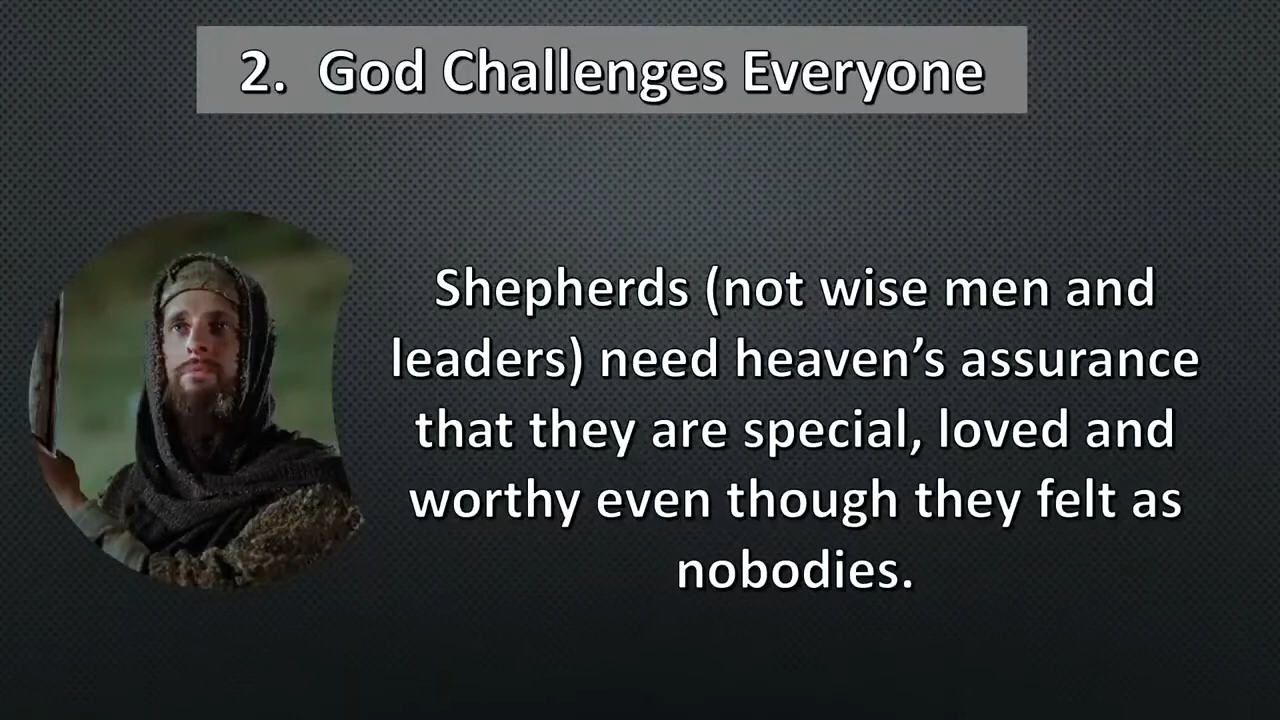 2. God Challenges Everyone
Shepherds (not wise men and
leaders) need heaven’s assurance
that they are special, loved and
worthy even though they felt as
nobodies.